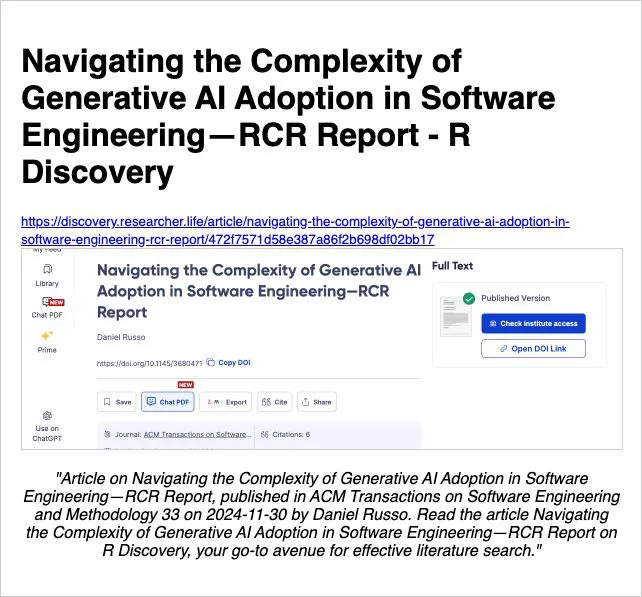 Navigating the Complexity of
Generative AI Adoption in Software
Engineering—RCR Report - R
Discovery
https://discovery.researcher.life/article/navigating-the-complexity-of-generative-ai-adoption-in-
software-engineering-rcr-report/472f7571d58e387a86f2b698df02bb17
My Feed
Library
Chat PDF
NEW
Prime
Use on
ChatGPT
Navigating the Complexity of Generative AI
Adoption in Software Engineering—RCR
Report
Daniel Russo
https://doi.org/10.1145/3680471 Copy DOI
NEW
Save Chat PDF Export Cite Share
Journal: ACM Transactions on Software... Citations: 6
Full Text
Published Version
Check institute access
Open DOI Link
"Article on Navigating the Complexity of Generative AI Adoption in Software
Engineering—RCR Report, published in ACM Transactions on Software Engineering
and Methodology 33 on 2024-11-30 by Daniel Russo. Read the article Navigating
the Complexity of Generative AI Adoption in Software Engineering—RCR Report on
R Discovery, your go-to avenue for effective literature search."